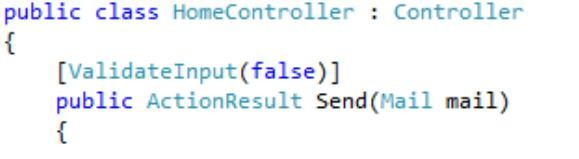 public class HomeController : Controller
{
    [ValidateInput(false)]
    public ActionResult Send(Mail mail)
    {